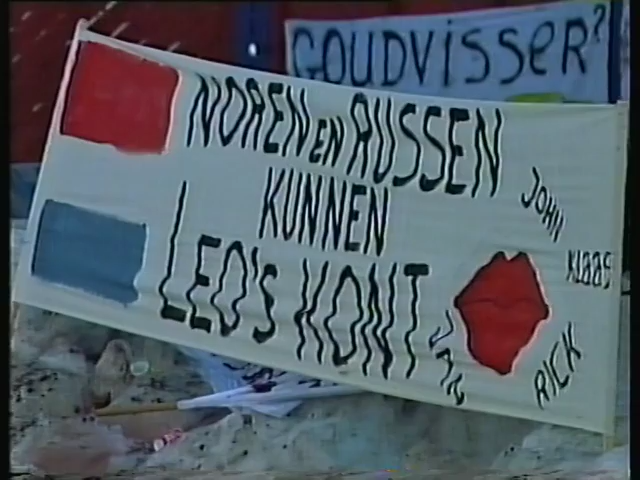 GOUDVISSER?
NOREN EN RUSSEN
KUNNEN
LEO'S KONT
JOHN
KLAAS
JAN
RICK